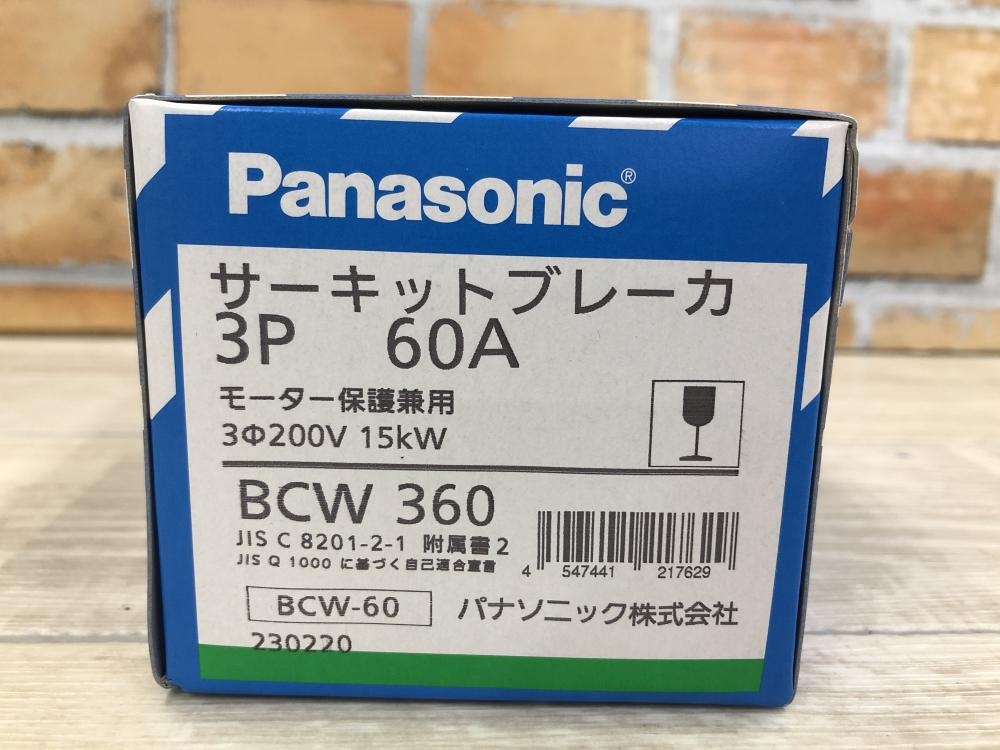 Panasonic®
サーキットブレーカ
3P 60A
モーター保護兼用
3Φ200V 15kW
BCW 360
JIS C 8201-2-1 附属書2
JIS Q 1000 に基づく自己適合宣言
4 547441 217629
BCW-60 パナソニック株式会社
230220